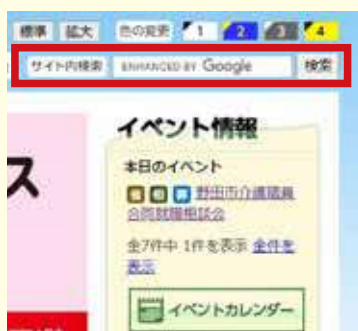 標準 拡大 色の変更 1 2 3 4
サイト内検索 ENHANCED BY Google 検索
イベント情報
ス
本日のイベント
野田市介護職員
合同就職相談会
全7件中 1件を表示 全件を
表示
イベントカレンダー